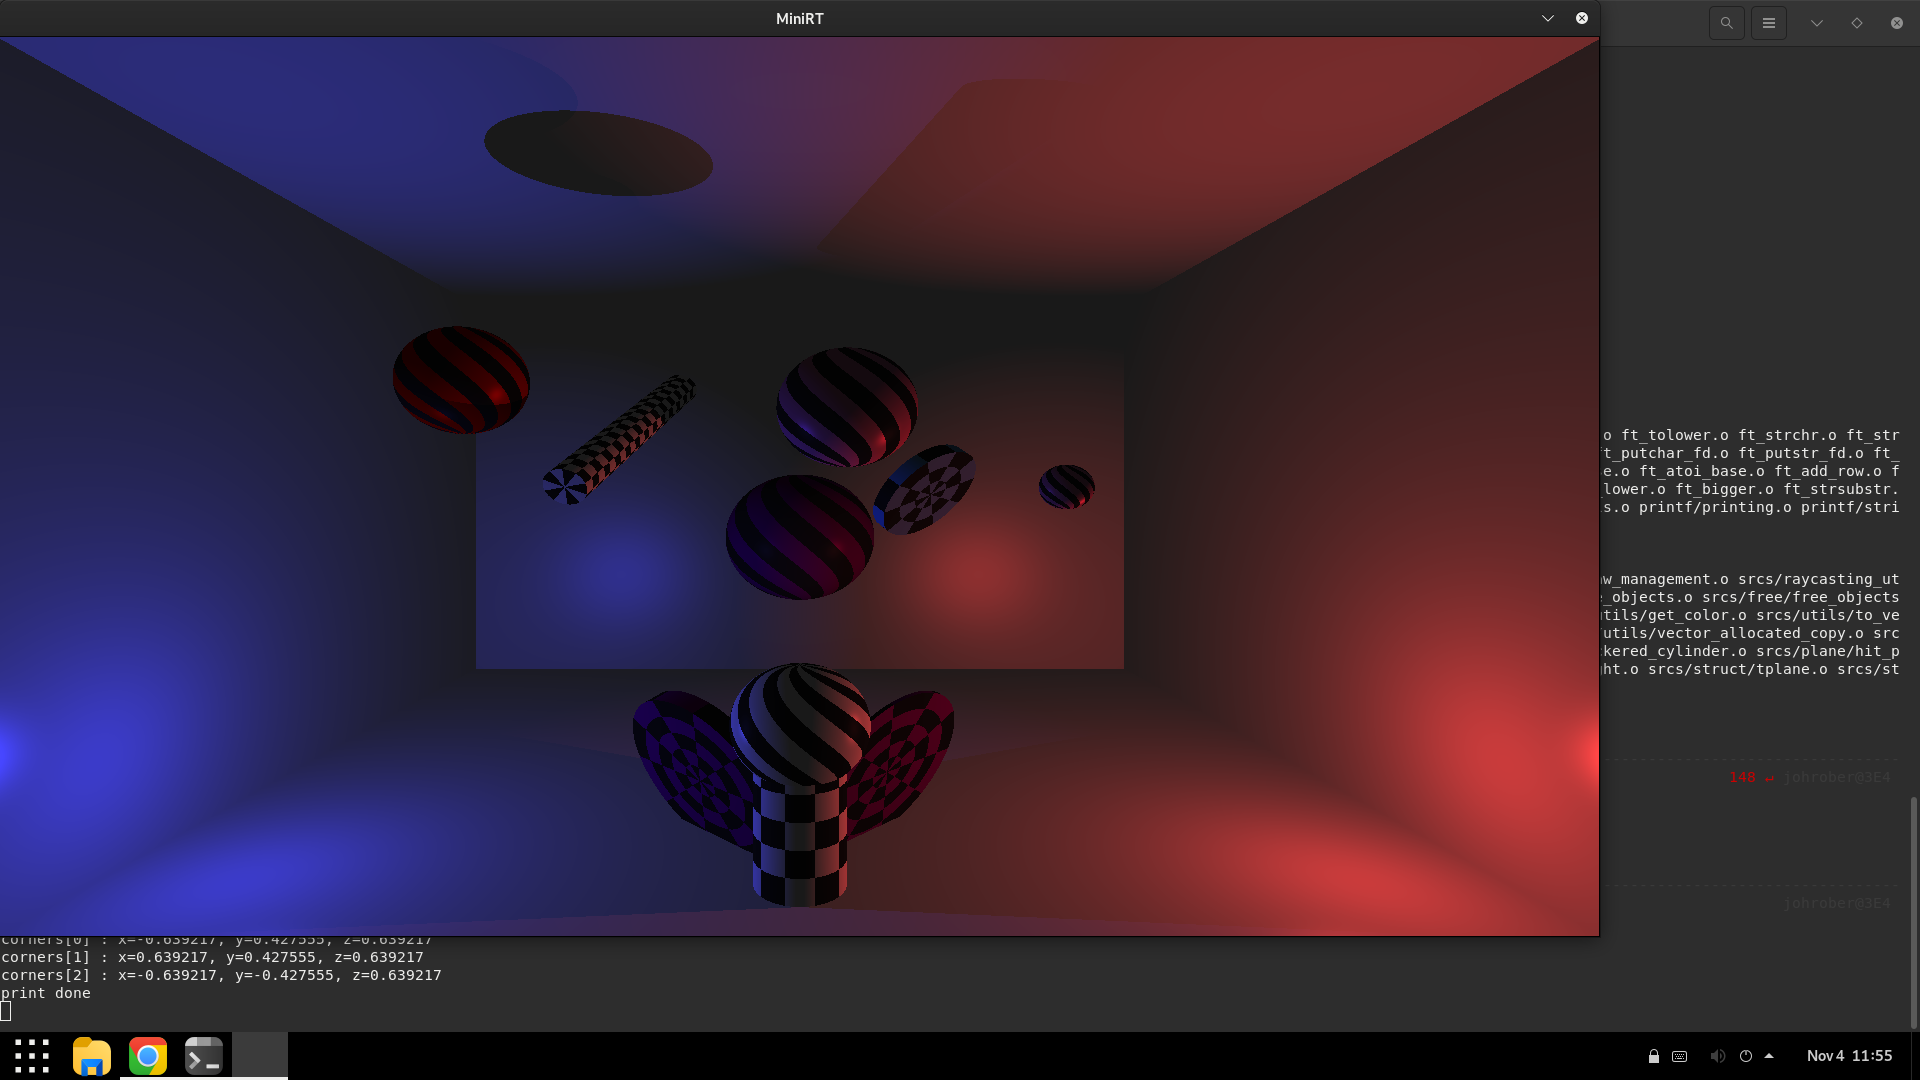 MiniRT
o ft_tolower.o ft_strchr.o ft_str
t_putchar_fd.o ft_putstr_fd.o ft_
e.o ft_atoi_base.o ft_add_row.o f
lower.o ft_bigger.o ft_strsubstr.
s.o printf/printing.o printf/stri
w_management.o srcs/raycasting_ut
_objects.o srcs/free/free_objects
utils/get_color.o srcs/utils/to_ve
utils/vector_allocated_copy.o src
kered_cylinder.o srcs/plane/hit_p
ht.o srcs/struct/tplane.o srcs/st
148 ↵ johrober@3E4
johrober@3E4
corners[0] : x=-0.639217, y=0.427555, z=0.639217
corners[1] : x=0.639217, y=0.427555, z=0.639217
corners[2] : x=-0.639217, y=-0.427555, z=0.639217
print done
Nov 4 11:55